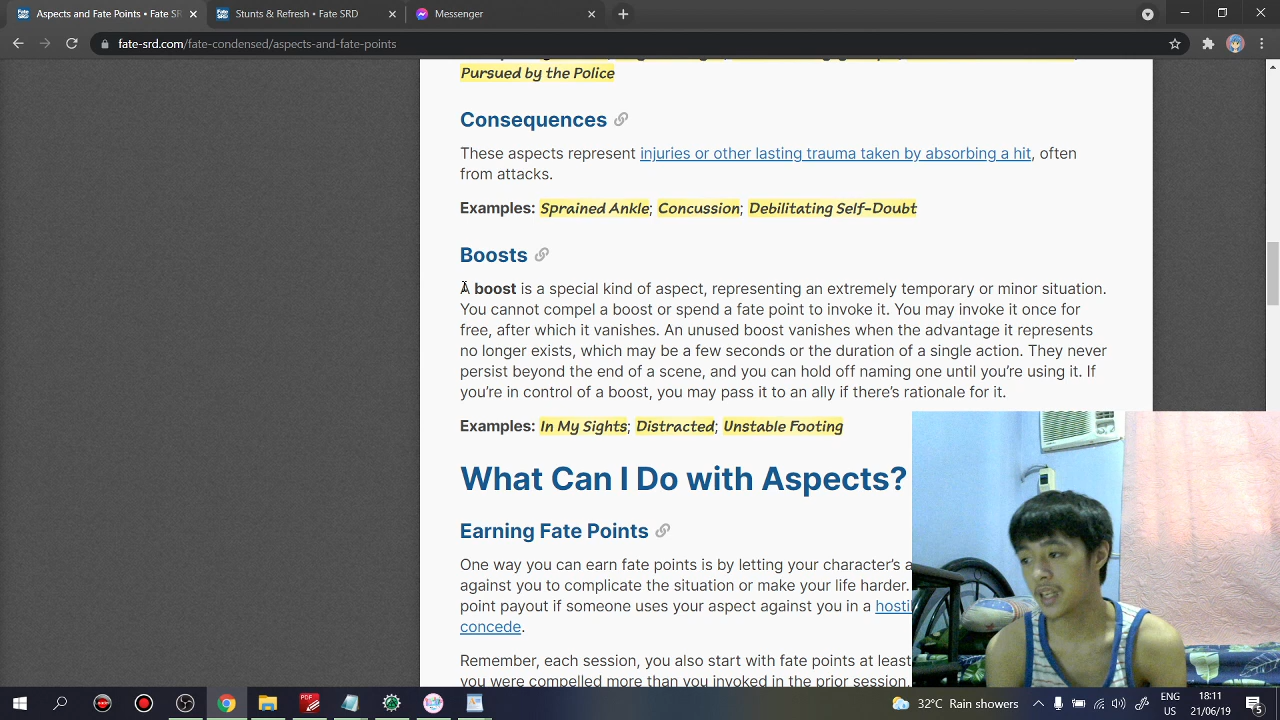 Aspects and Fate Points • Fate SR
Stunts & Refresh • Fate SRD
Messenger
fate-srd.com/fate-condensed/aspects-and-fate-points
Pursued by the Police
Consequences
These aspects represent injuries or other lasting trauma taken by absorbing a hit, often
from attacks.
Examples: Sprained Ankle; Concussion; Debilitating Self-Doubt
Boosts
A boost is a special kind of aspect, representing an extremely temporary or minor situation.
You cannot compel a boost or spend a fate point to invoke it. You may invoke it once for
free, after which it vanishes. An unused boost vanishes when the advantage it represents
no longer exists, which may be a few seconds or the duration of a single action. They never
persist beyond the end of a scene, and you can hold off naming one until you’re using it. If
you’re in control of a boost, you may pass it to an ally if there’s rationale for it.
Examples: In My Sights; Distracted; Unstable Footing
What Can I Do with Aspects?
Earning Fate Points
One way you can earn fate points is by letting your character’s a
against you to complicate the situation or make your life harder.
point payout if someone uses your aspect against you in a hosti
concede.
Remember, each session, you also start with fate points at least
you were compelled more than you invoked in the prior session,
32°C Rain showers
ENG
US
18:11
21/06/19
5